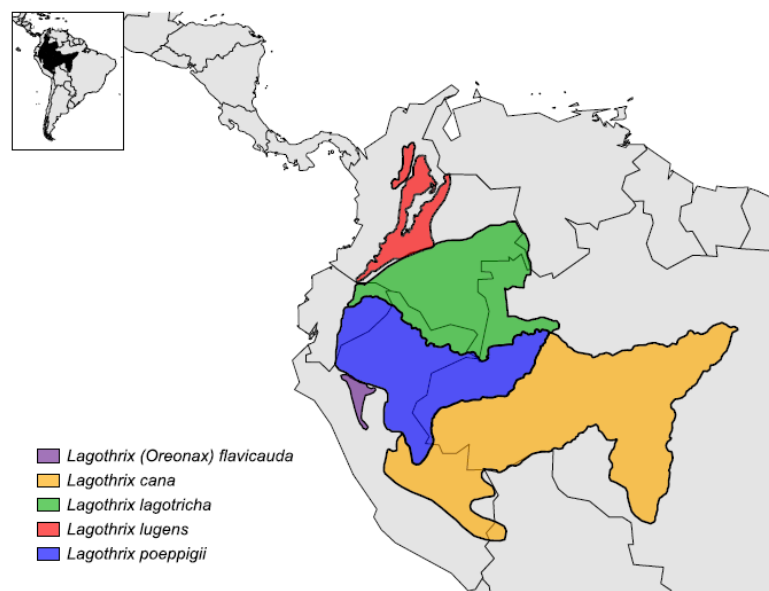 Lagothrix (Oreonax) flavicauda
Lagothrix cana
Lagothrix lagotricha
Lagothrix lugens
Lagothrix poeppigii